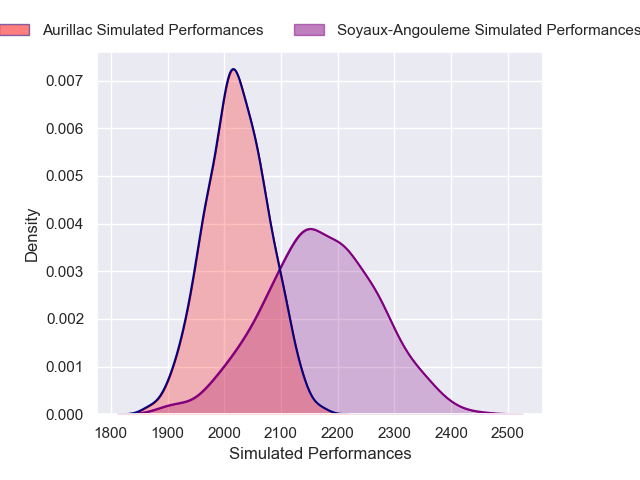 Aurillac Simulated Performances Soyaux-Angouleme Simulated Performances
0.007
0.006
0.005
0.004
0.003
0.002
0.001
0.000
Density
1800 1900 2000 2100 2200 2300 2400 2500
Simulated Performances